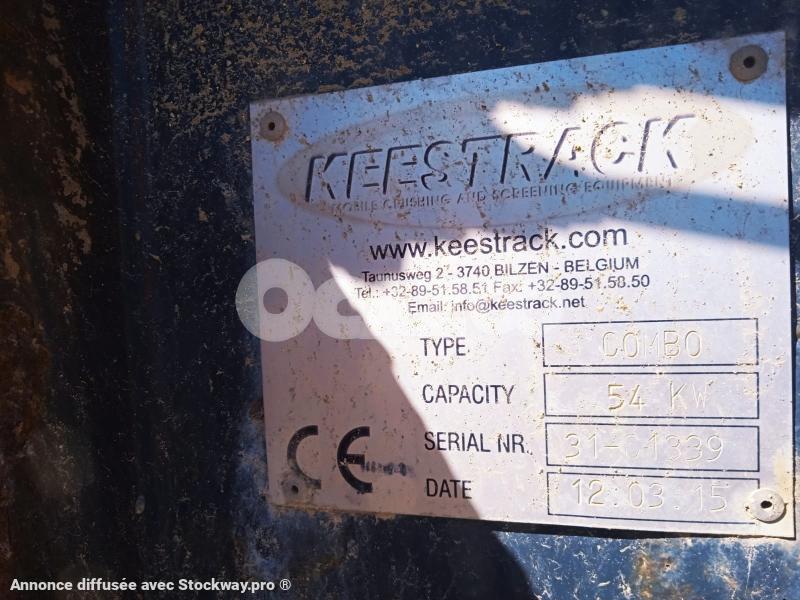 KEESTRACK
MOBILE CRUSHING AND SCREENING EQUIPMENT
www.keestrack.com
Taunusweg 2 - 3740 BILZEN - BELGIUM
Tel.: +32-89-51.58.51 Fax: +32-89-51.58.50
Email: info@keestrack.net
TYPE COMBO
CAPACITY 54 KW
SERIAL NR. 31-C1339
DATE 12.03.15
CE
Annonce diffusée avec Stockway.pro ®